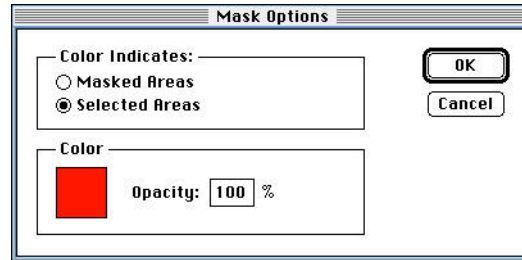 Mask Options
Color Indicates:
Masked Areas
Selected Areas
OK
Cancel
Color
Opacity: 100 %